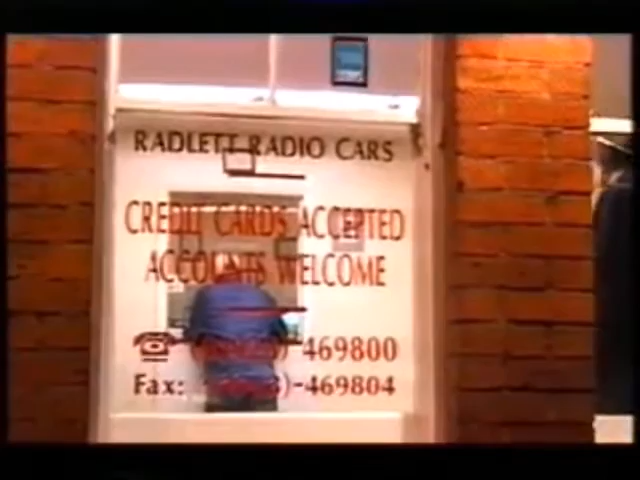 RADLETT RADIO CARS
CREDIT CARDS ACCEPTED
ACCOUNTS WELCOME
-469800
Fax: )-469804